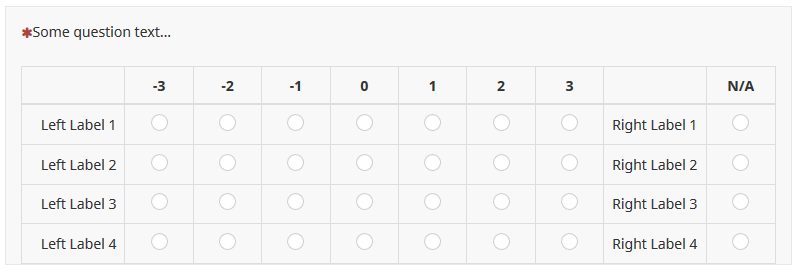 ✱Some question text...
-3 -2 -1 0 1 2 3 N/A
Left Label 1 Right Label 1
Left Label 2 Right Label 2
Left Label 3 Right Label 3
Left Label 4 Right Label 4